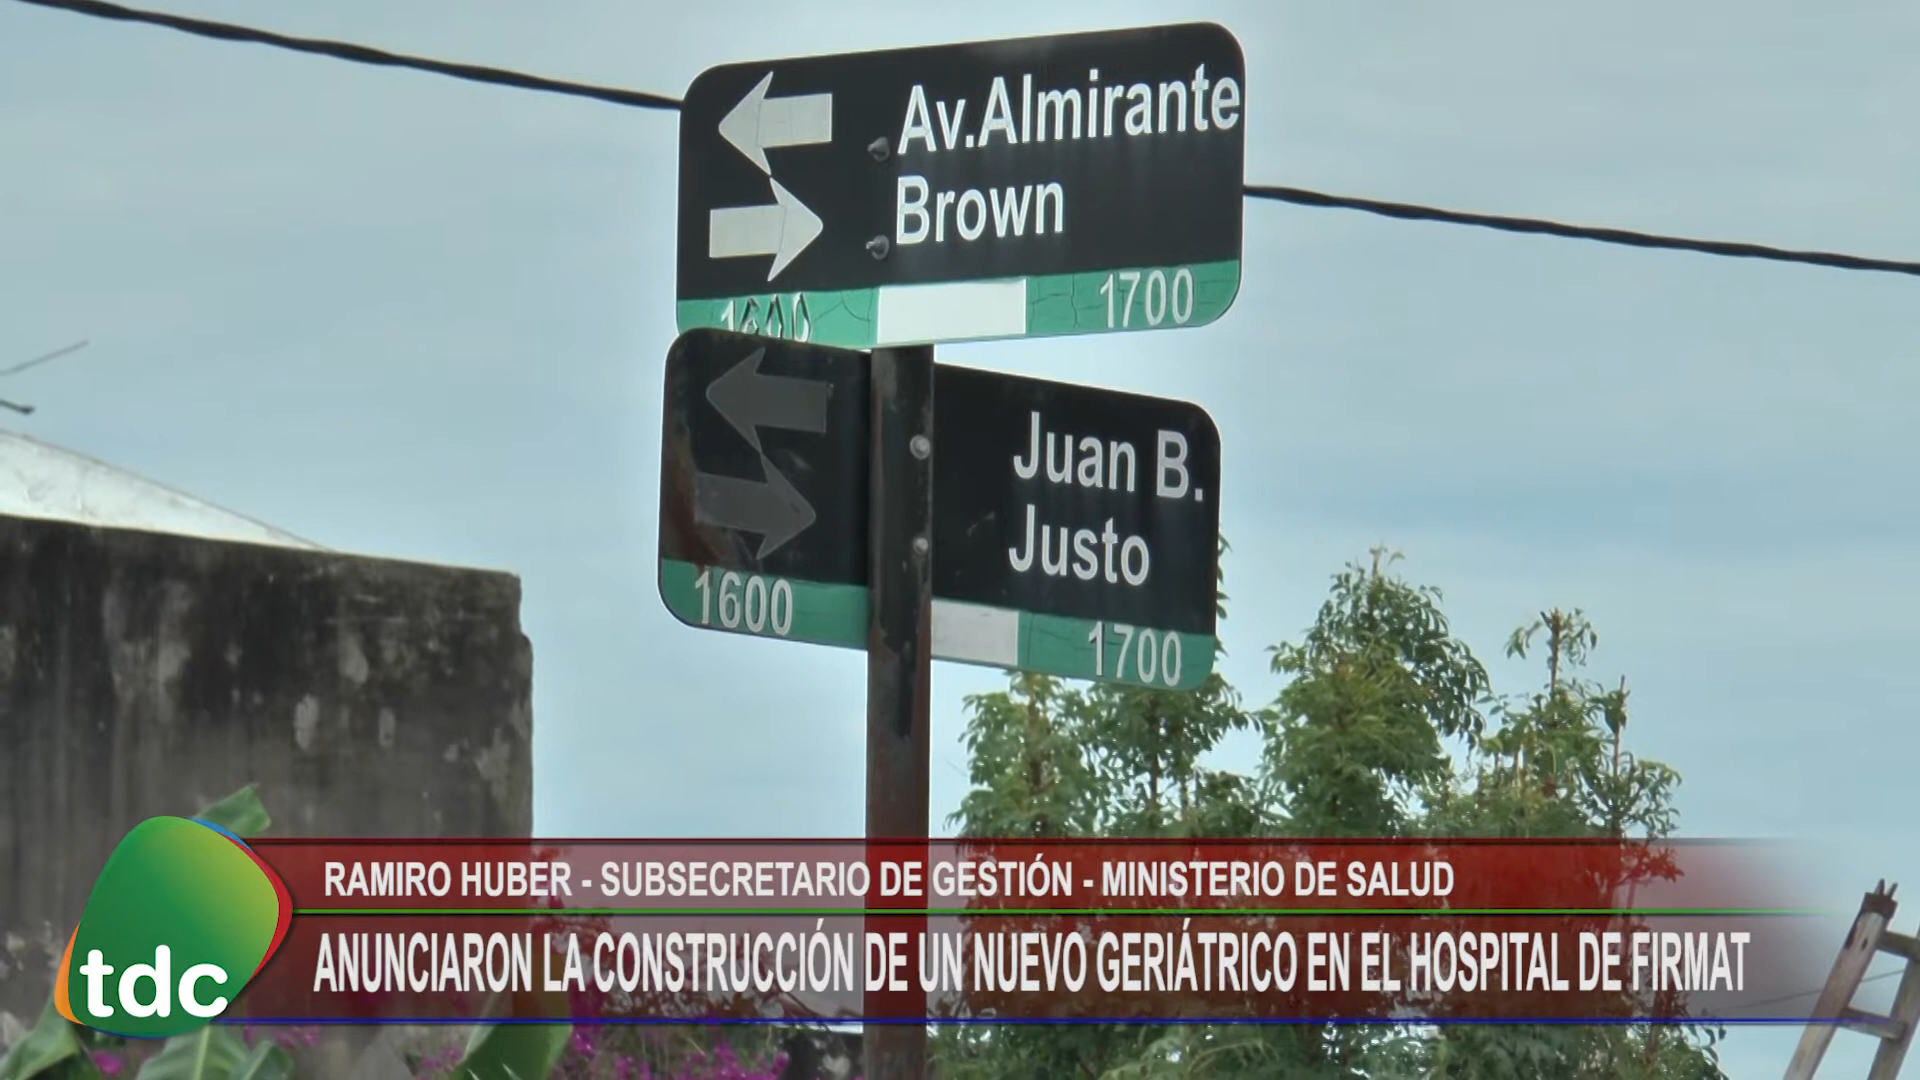 Av.Almirante
Brown
1600 1700
Juan B.
Justo
1600 1700
RAMIRO HUBER - SUBSECRETARIO DE GESTIÓN - MINISTERIO DE SALUD
ANUNCIARON LA CONSTRUCCIÓN DE UN NUEVO GERIÁTRICO EN EL HOSPITAL DE FIRMAT
tdc